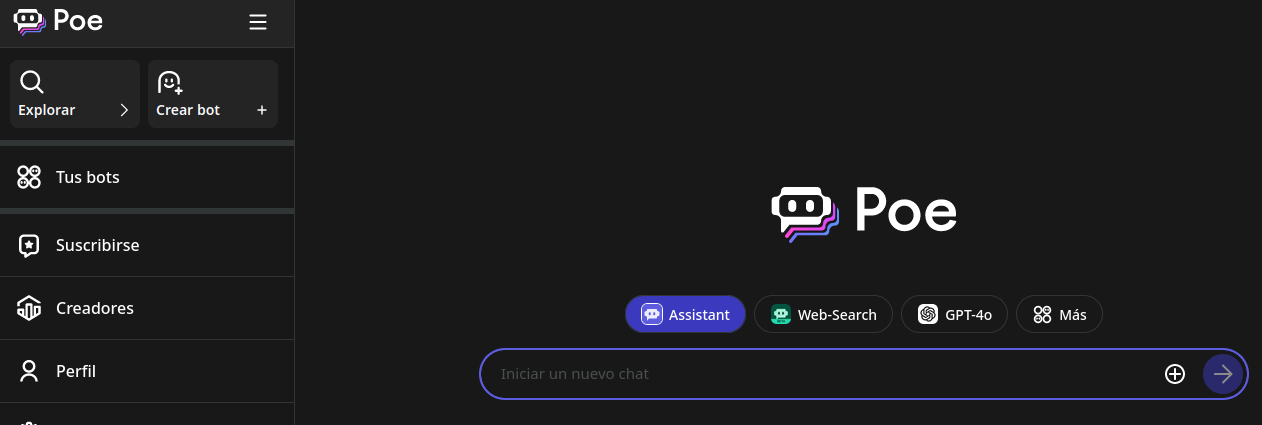 Poe
Explorar
Crear bot
Tus bots
Suscribirse
Creadores
Perfil
Poe
Assistant
Web-Search
GPT-4o
Más
Iniciar un nuevo chat